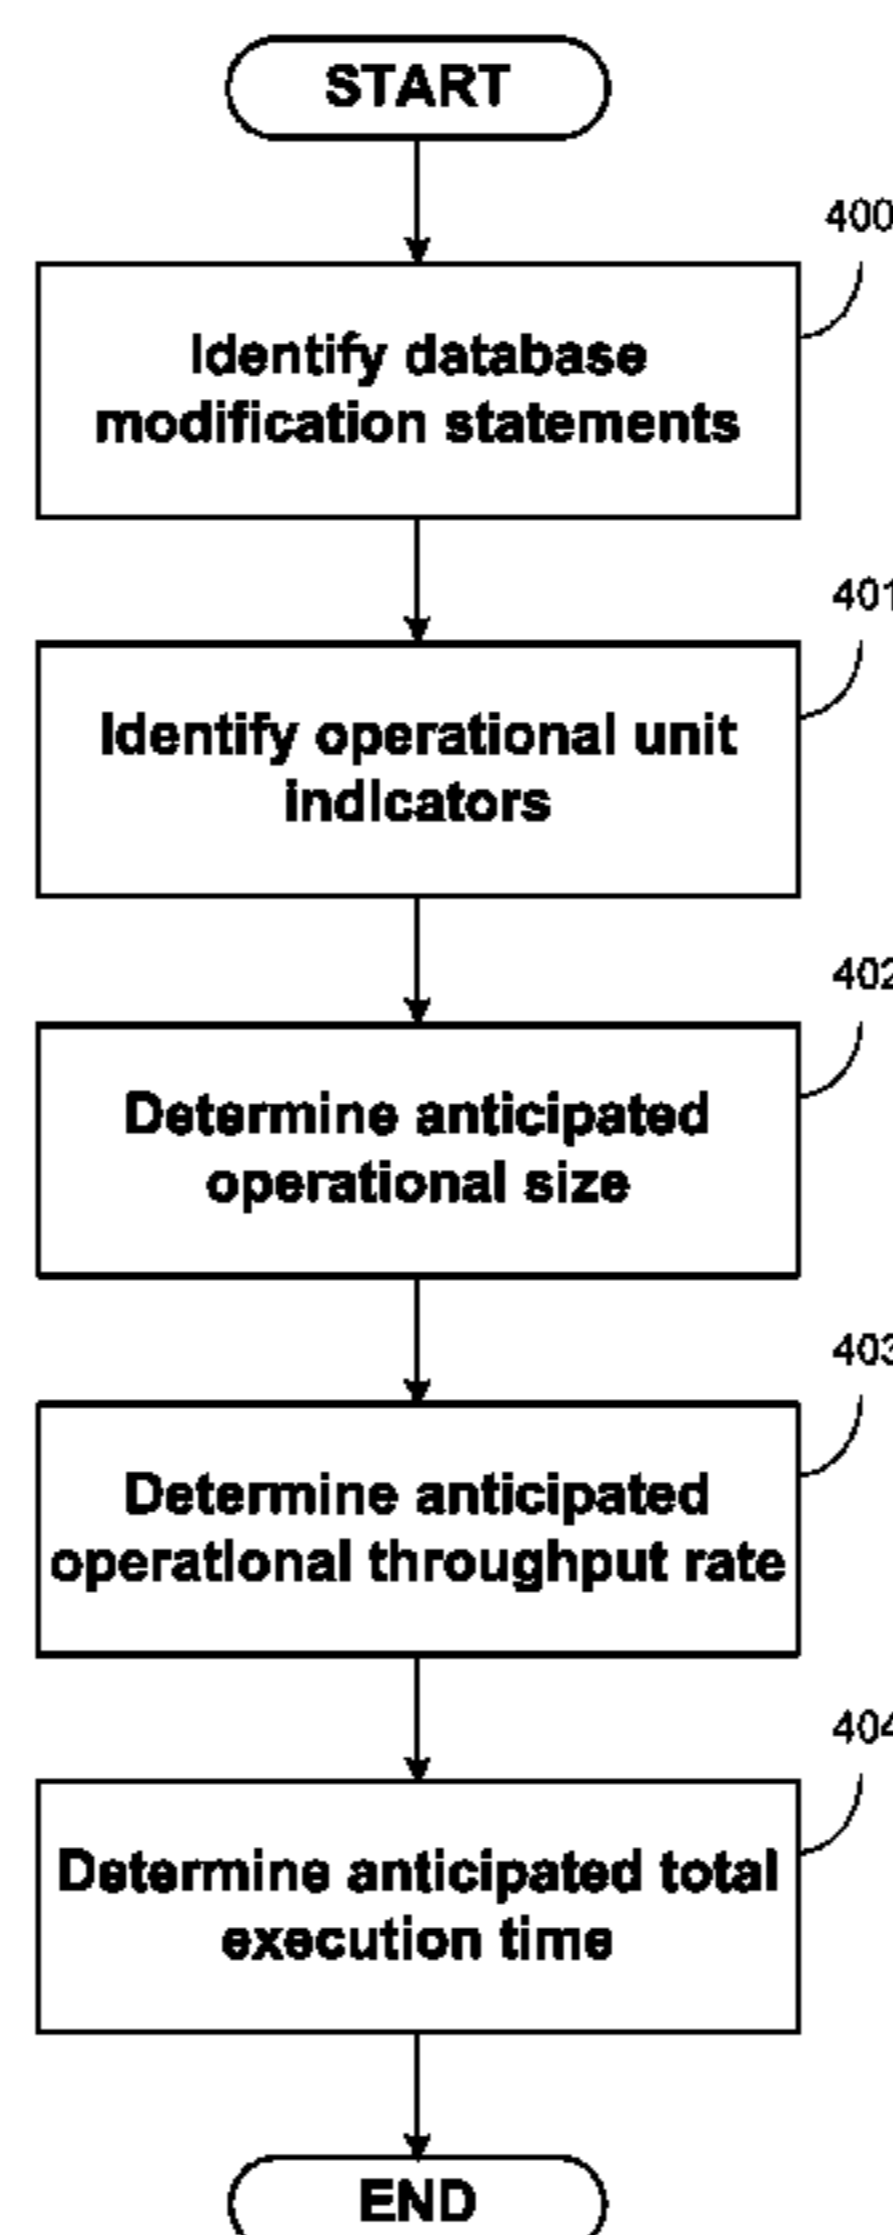 START
400
Identify database
modification statements
401
Identify operational unit
indicators
402
Determine anticipated
operational size
403
Determine anticipated
operational throughput rate
404
Determine anticipated total
execution time
END